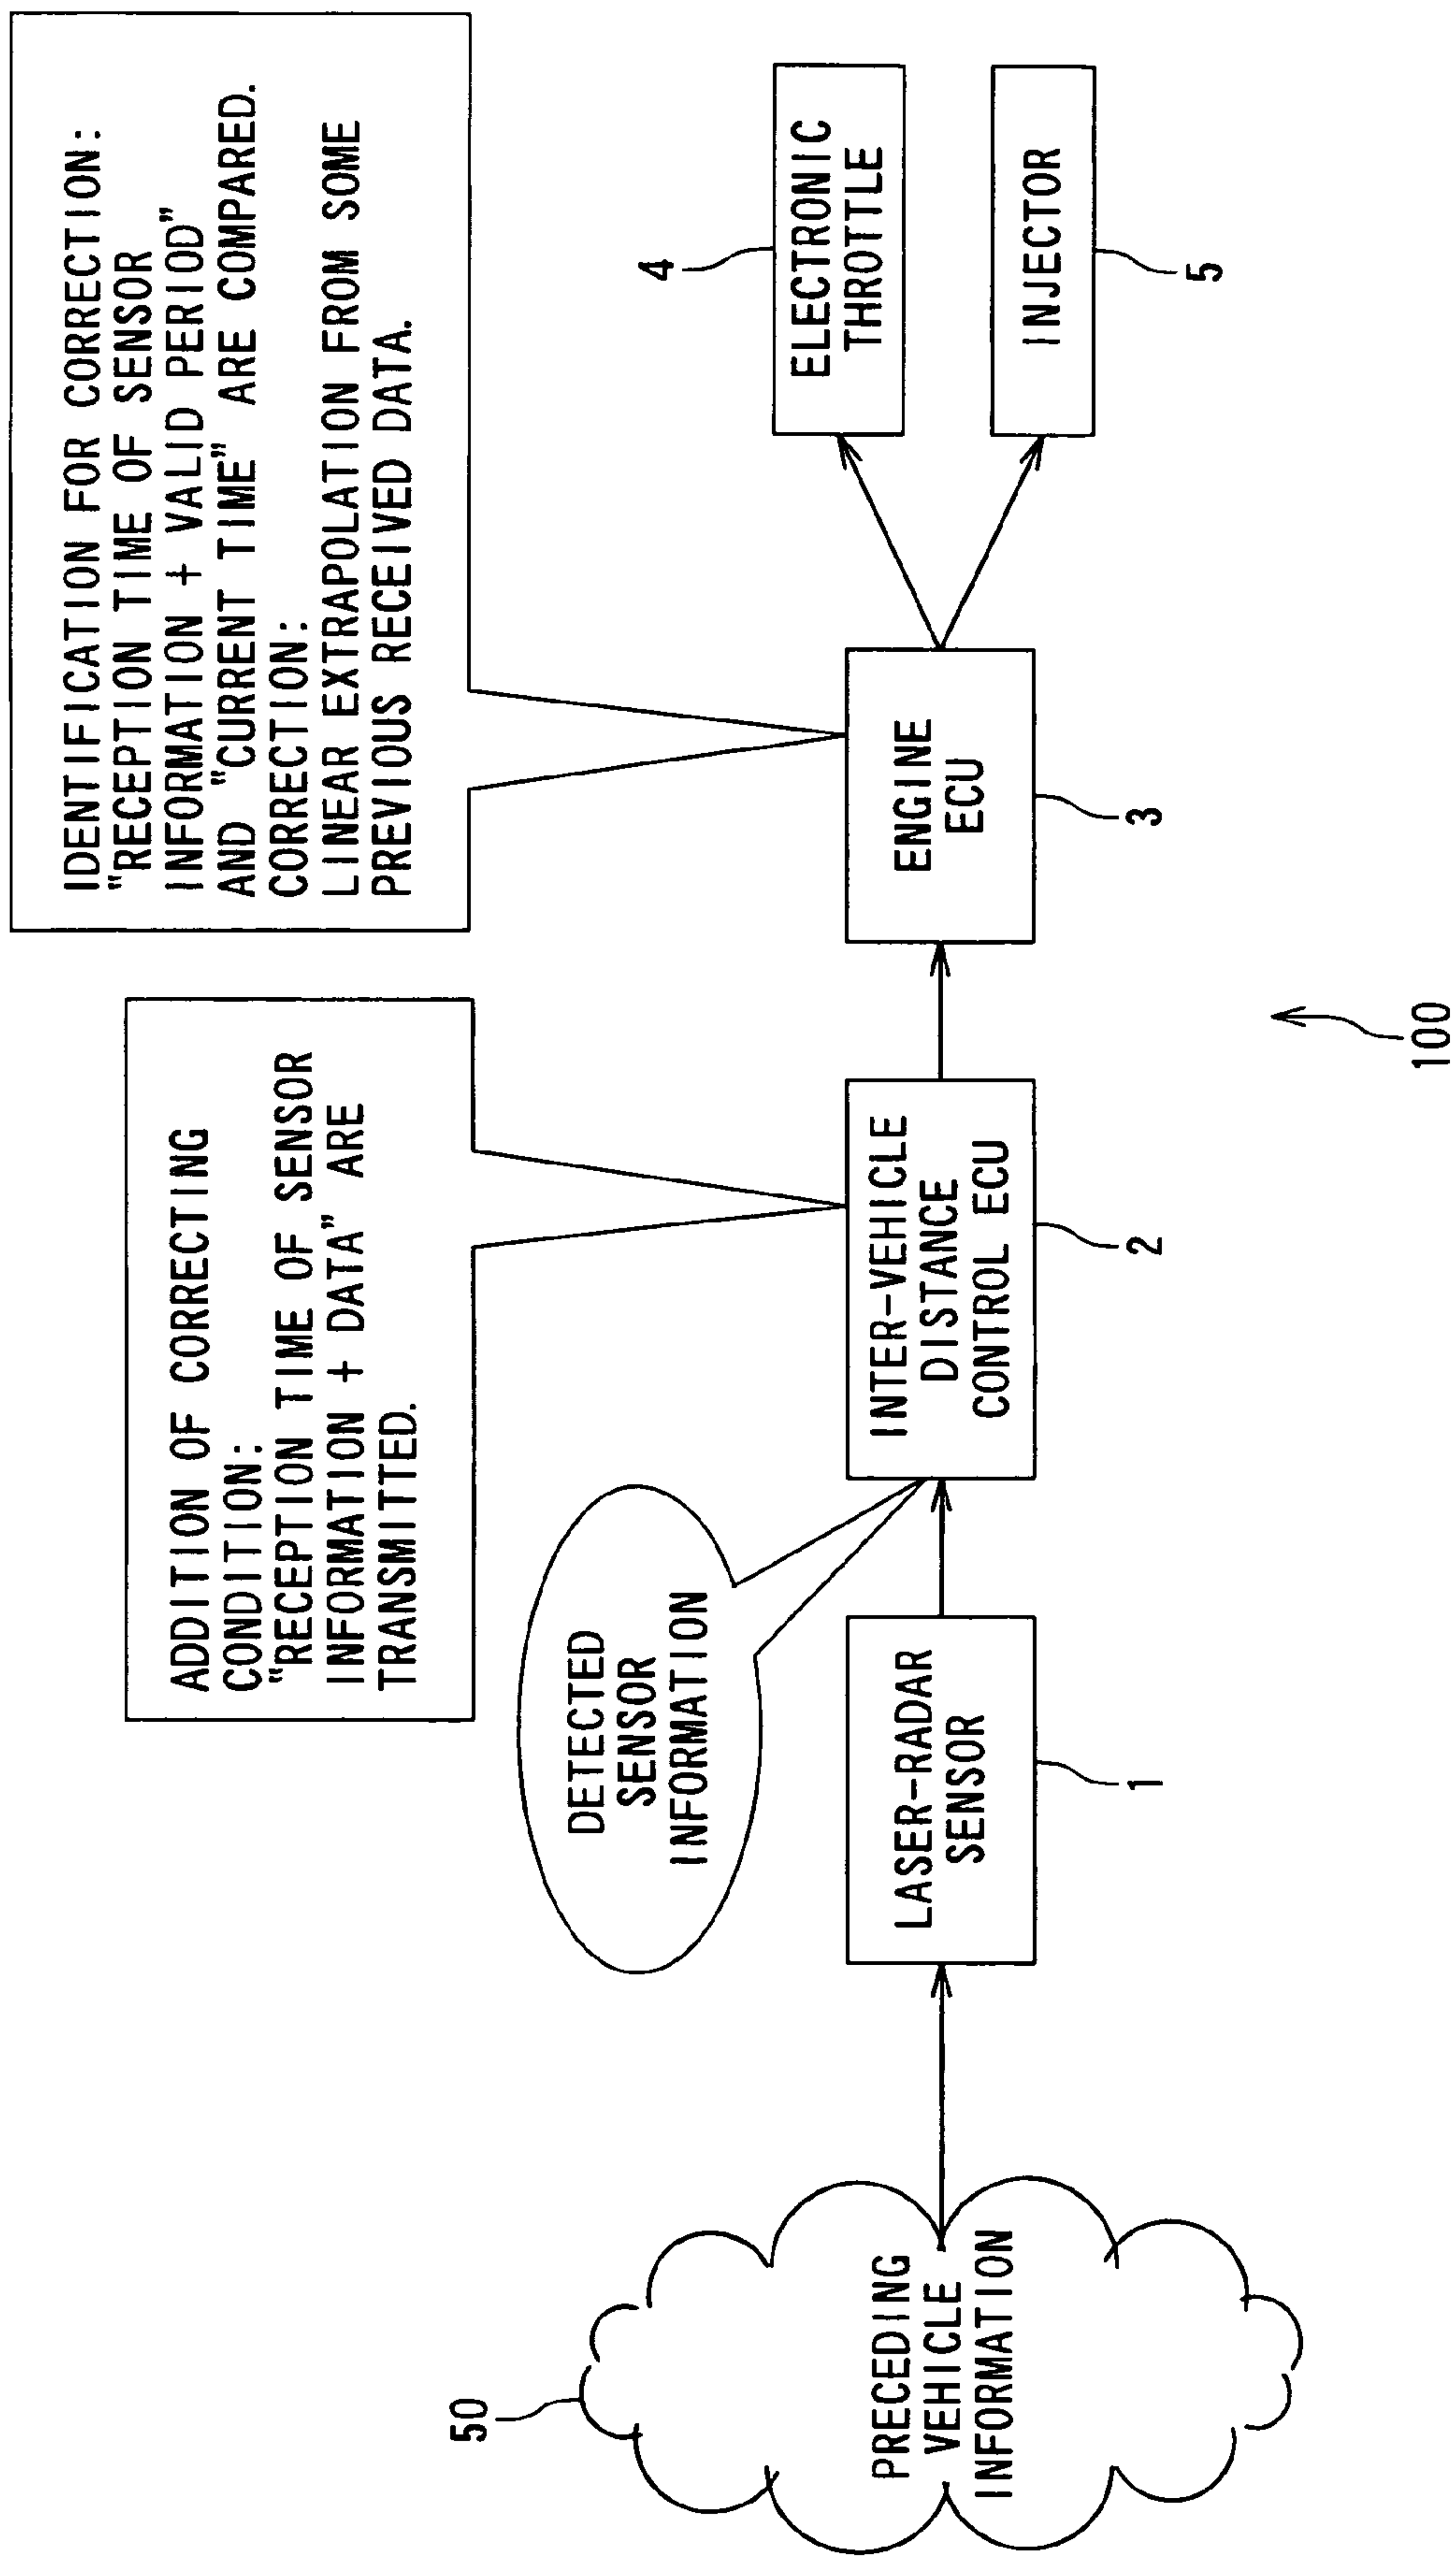 IDENTIFICATION FOR CORRECTION:
"RECEPTION TIME OF SENSOR
INFORMATION + VALID PERIOD"
AND "CURRENT TIME" ARE COMPARED.
CORRECTION:
LINEAR EXTRAPOLATION FROM SOME
PREVIOUS RECEIVED DATA.
ADDITION OF CORRECTING
CONDITION:
"RECEPTION TIME OF SENSOR
INFORMATION + DATA" ARE
TRANSMITTED.
DETECTED
SENSOR
INFORMATION
50
PRECEDING
VEHICLE
INFORMATION
LASER-RADAR
SENSOR
1
INTER-VEHICLE
DISTANCE
CONTROL ECU
2
ENGINE
ECU
3
4
ELECTRONIC
THROTTLE
INJECTOR
5
100